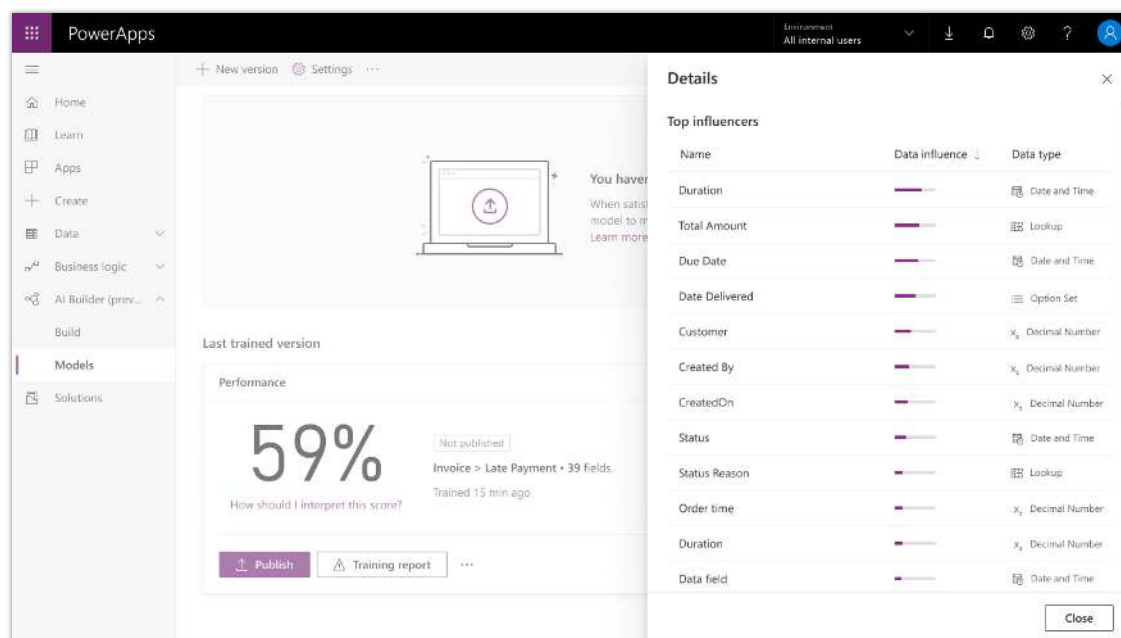 PowerApps
Environment
All internal users
Home
Learn
Apps
Create
Data
Business logic
AI Builder (prev...
Build
Models
Solutions
New version
Settings
You haven
When satisf
model to m
Learn more
Last trained version
Performance
59%
How should I interpret this score?
Not published
Invoice > Late Payment • 39 fields
Trained 15 min ago
Publish
Training report
Details
Top influencers
Name Data influence ↓ Data type
Duration Date and Time
Total Amount Lookup
Due Date Date and Time
Date Delivered Option Set
Customer Decimal Number
Created By Decimal Number
CreatedOn Decimal Number
Status Date and Time
Status Reason Lookup
Order time Decimal Number
Duration Decimal Number
Data field Date and Time
Close